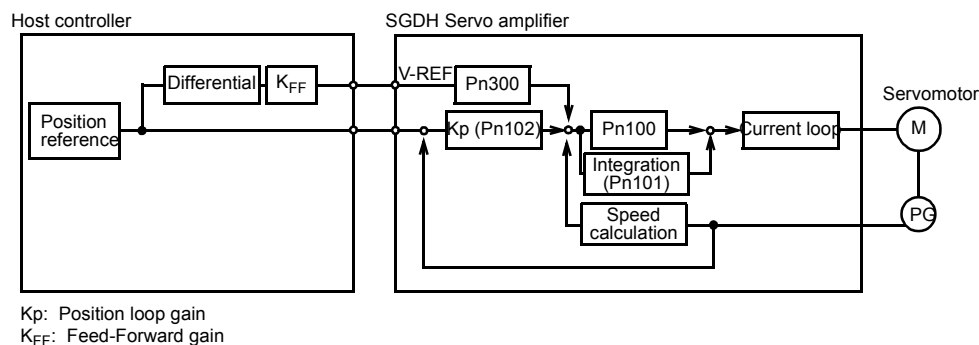 Host controller
SGDH Servo amplifier
Differential
KFF
V-REF
Pn300
Servomotor
Position
reference
Kp (Pn102)
Pn100
Current loop
M
Integration
(Pn101)
Speed
calculation
PG
Kp: Position loop gain
KFF: Feed-Forward gain